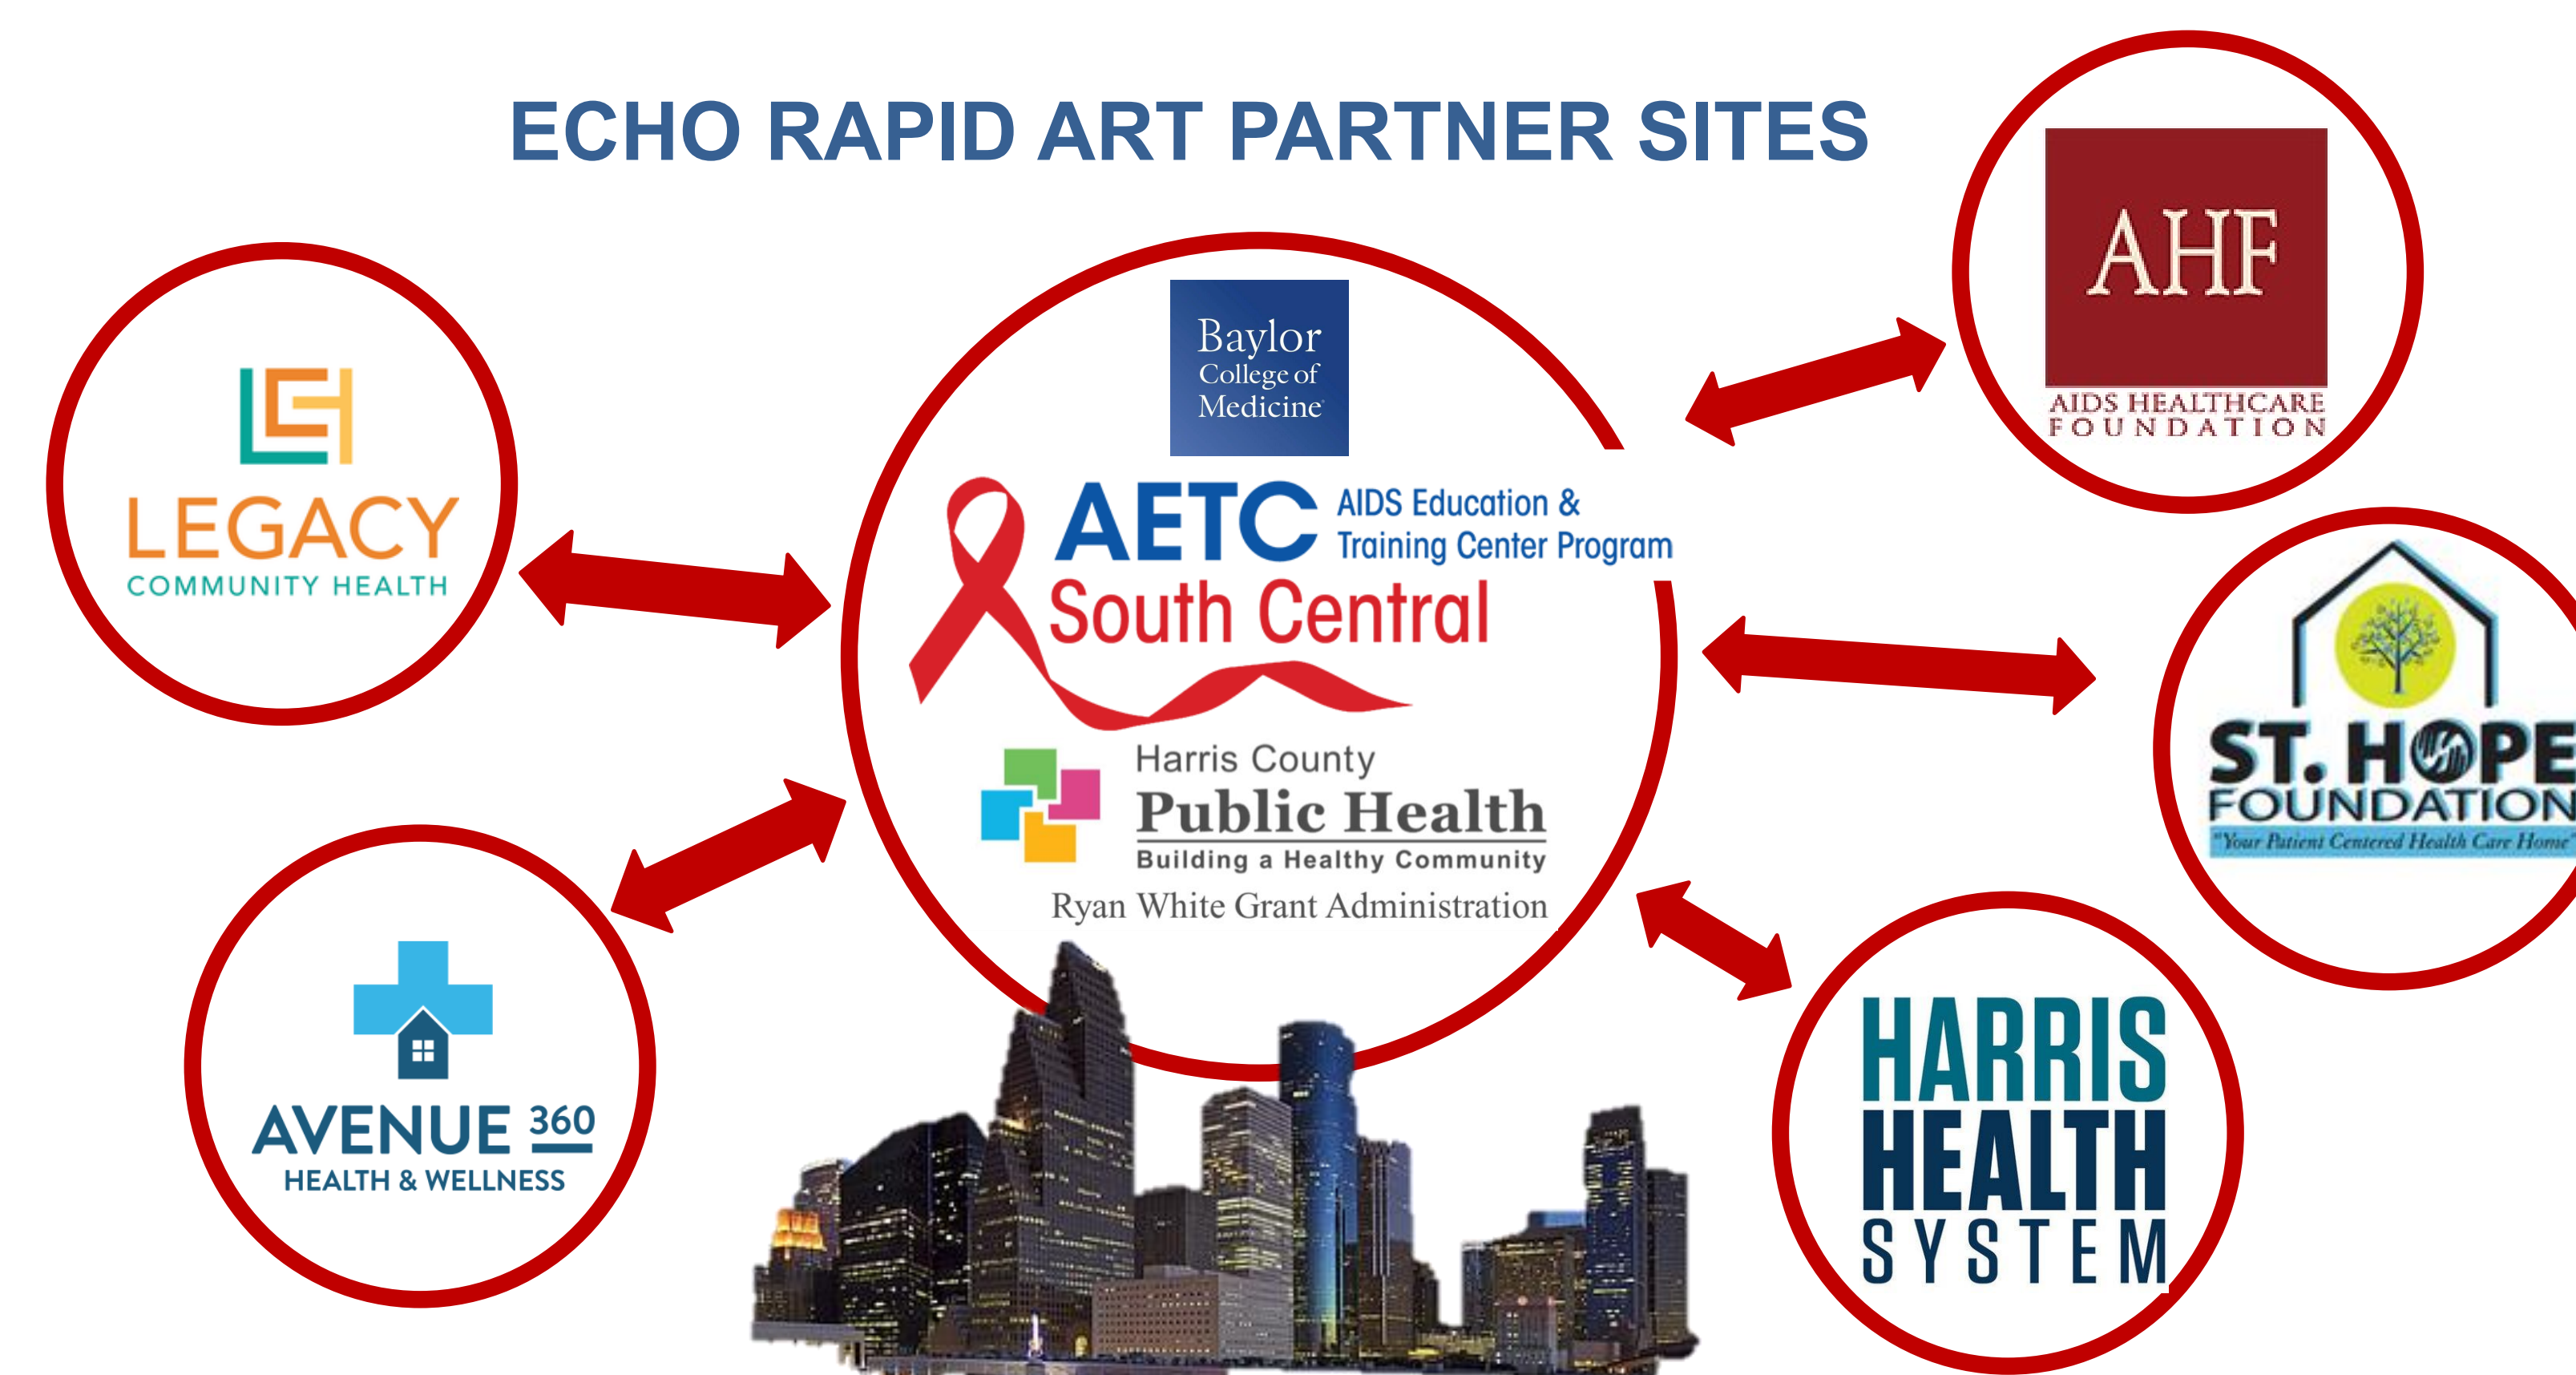 ECHO RAPID ART PARTNER SITES
LEGACY
COMMUNITY HEALTH
AVENUE 360
HEALTH & WELLNESS
Baylor
College of
Medicine
AETC AIDS Education &
Training Center Program
South Central
Harris County
Public Health
Building a Healthy Community
Ryan White Grant Administration
AHF
AIDS HEALTHCARE
FOUNDATION
ST. HOPE
FOUNDATION
"Your Patient Centered Health Care Home"
HARRIS
HEALTH
SYSTEM